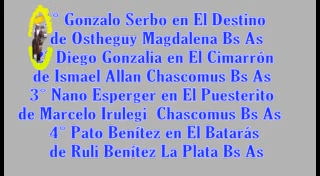 ° Gonzalo Serbo en El Destino
de Ostheguy Magdalena Bs As
Diego Gonzalia en El Cimarrón
de Ismael Allan Chascomus Bs As
3° Nano Esperger en El Puesterito
de Marcelo Irulegi Chascomus Bs As
4° Pato Benítez en El Batarás
de Ruli Benítez La Plata Bs As